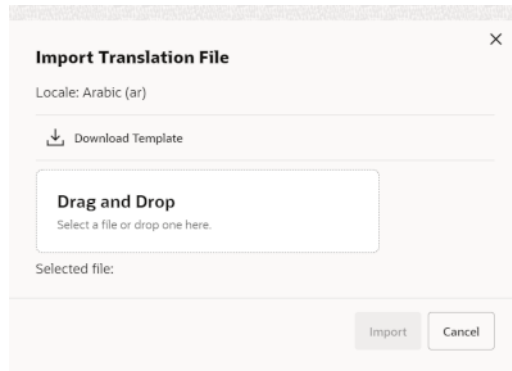 Import Translation File
Locale: Arabic (ar)
Download Template
Drag and Drop
Select a file or drop one here.
Selected file:
Import Cancel